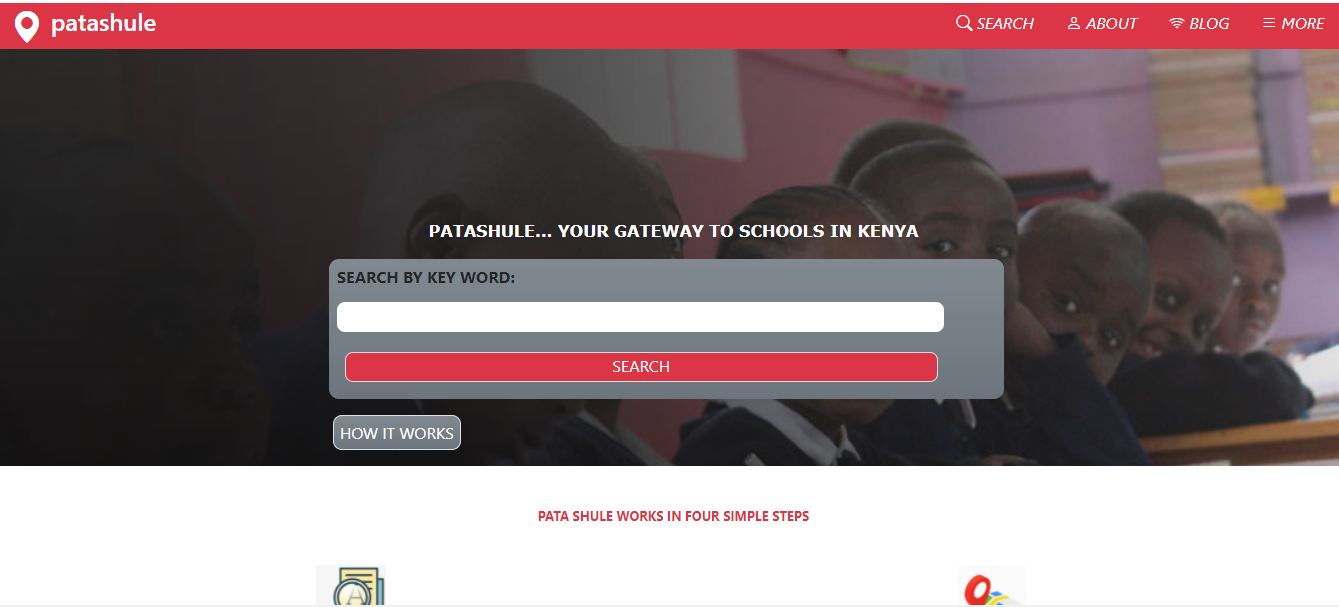 patashule
SEARCH
ABOUT
BLOG
MORE
PATASHULE... YOUR GATEWAY TO SCHOOLS IN KENYA
SEARCH BY KEY WORD:
SEARCH
HOW IT WORKS
PATA SHULE WORKS IN FOUR SIMPLE STEPS
A